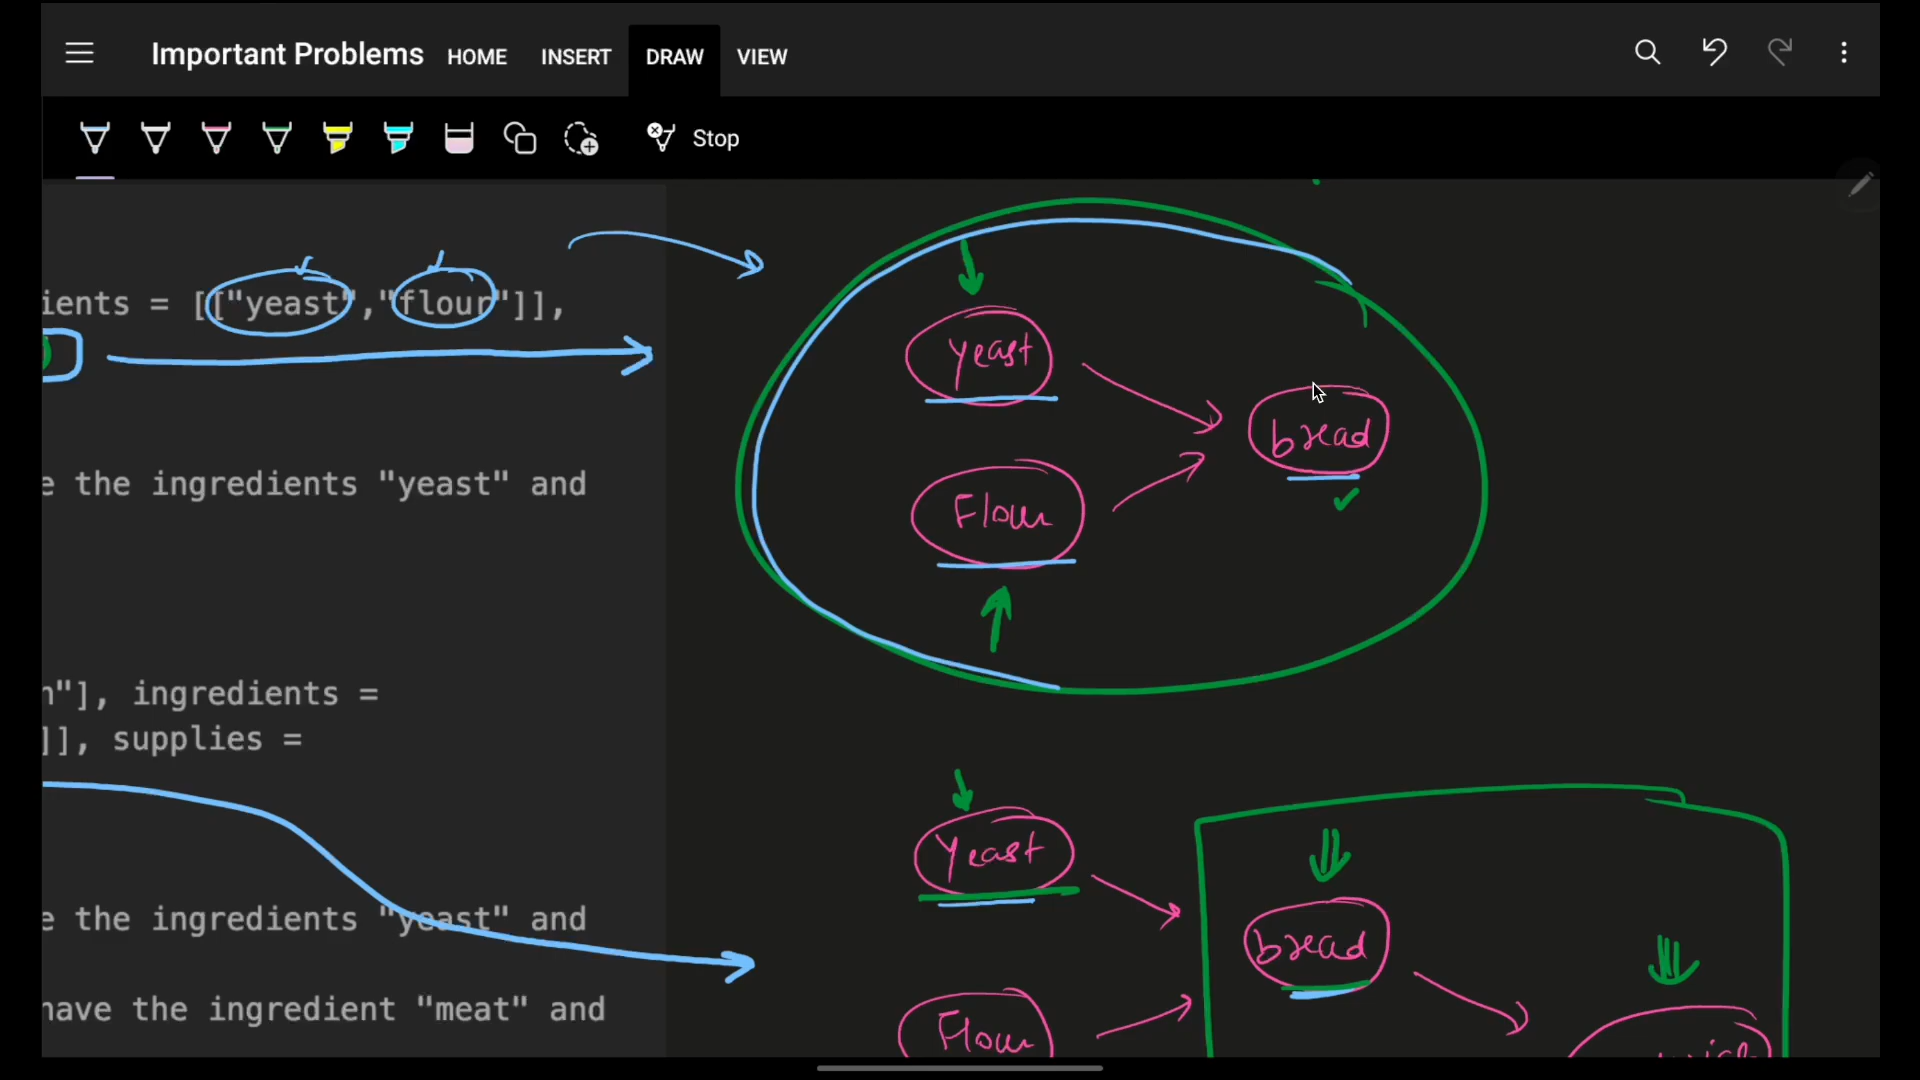 Important Problems HOME INSERT DRAW VIEW
Stop
ients = [["yeast","flour"]],
e the ingredients "yeast" and
n"], ingredients =
]], supplies =
e the ingredients "yeast" and
have the ingredient "meat" and
yeast
bread
Flour
Yeast
bread
Flour